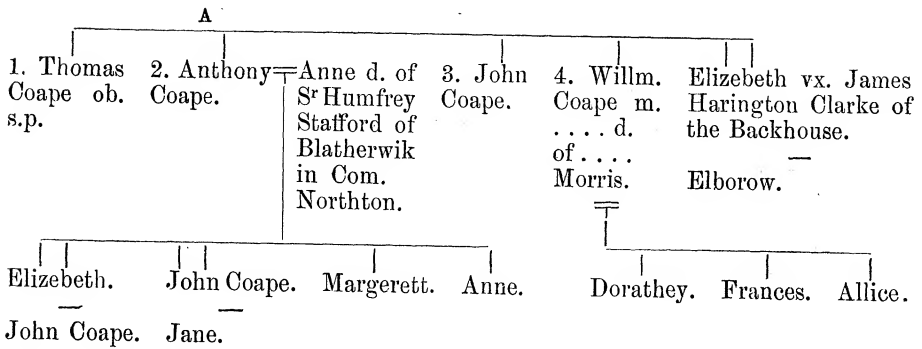 A
1. Thomas
Coape ob.
s.p.
2. Anthony
Coape.
Anne d. of
Sr Humfrey
Stafford of
Blatherwik
in Com.
Northton.
3. John
Coape.
4. Willm.
Coape m.
. . . . d.
of . . . .
Morris.
Elizebeth vx. James
Harington Clarke of
the Backhouse.
Elborow.
Elizebeth.
John Coape.
John Coape.
Jane.
Margerett.
Anne.
Dorathey.
Frances.
Allice.